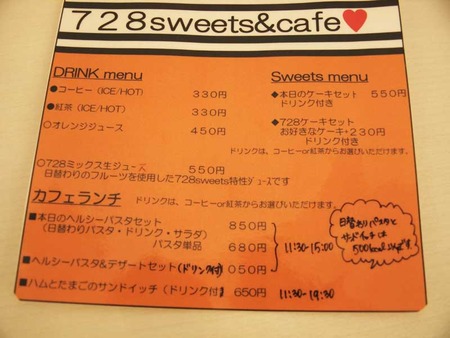 728sweets&cafe♥
DRINK menu
●コーヒー（ICE/HOT） 330円
●紅茶（ICE/HOT） 330円
○オレンジジュース 450円
○728ミックス生ジュース 550円
日替わりのフルーツを使用した728sweets特性ｼﾞｭｰｽです
Sweets menu
◆本日のケーキセット 550円
ドリンク付き
◆728ケーキセット
お好きなケーキ+230円
ドリンク付き
ドリンクは、コーヒーor紅茶からお選びいただけます。
カフェランチ
ドリンクは、コーヒーor紅茶からお選びいただけます。
■本日のヘルシーパスタセット 850円
（日替わりパスタ・ドリンク・サラダ）
パスタ単品 680円
■ヘルシーパスタ&デザートセット(ドリンク付) 050円
11:30-15:00
■ハムとたまごのサンドイッチ（ドリンク付） 650円 11:30-19:30
日替わりパスタと
サンドイッチは
500kcal以下です